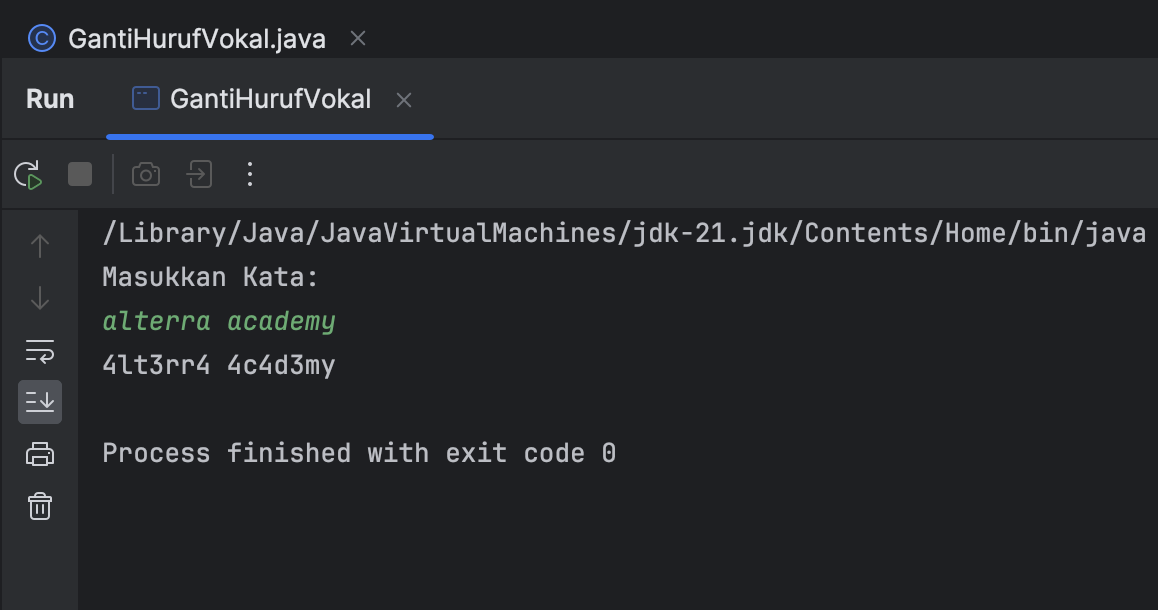 GantiHurufVokal.java
Run GantiHurufVokal
/Library/Java/JavaVirtualMachines/jdk-21.jdk/Contents/Home/bin/java
Masukkan Kata:
alterra academy
4lt3rr4 4c4d3my
Process finished with exit code 0